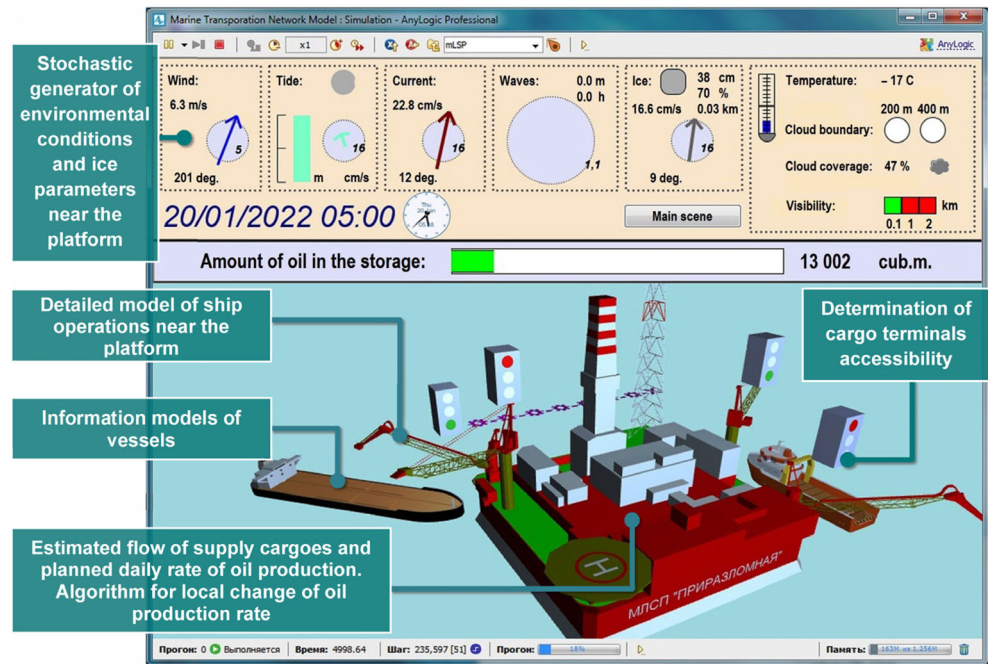 Marine Transporation Network Model : Simulation - AnyLogic Professional
x1
mLSP
AnyLogic
Stochastic
generator of
environmental
conditions
and ice
parameters
near the
platform
Wind:
6.3 m/s
5
201 deg.
Tide:
16
m cm/s
Current:
22.8 cm/s
16
12 deg.
Waves:
0.0 m
0.0 h
1,1
Ice:
38 cm
70 %
16.6 cm/s 0.03 km
16
9 deg.
Temperature: – 17 C
200 m 400 m
Cloud boundary:
Cloud coverage: 47 %
Visibility: km
0.1 1 2
20/01/2022 05:00
Thu
Main scene
Amount of oil in the storage: 13 002 cub.m.
Detailed model of ship
operations near the
platform
Determination of
cargo terminals
accessibility
Information models of
vessels
Estimated flow of supply cargoes and
planned daily rate of oil production.
Algorithm for local change of oil
production rate
H
МЛСП "ПРИРАЗЛОМНАЯ"
Прогон: 0 Выполняется Время: 4998.64 Шаг: 235,597 [51] Прогон: 18% Память: 163M из 1,256M